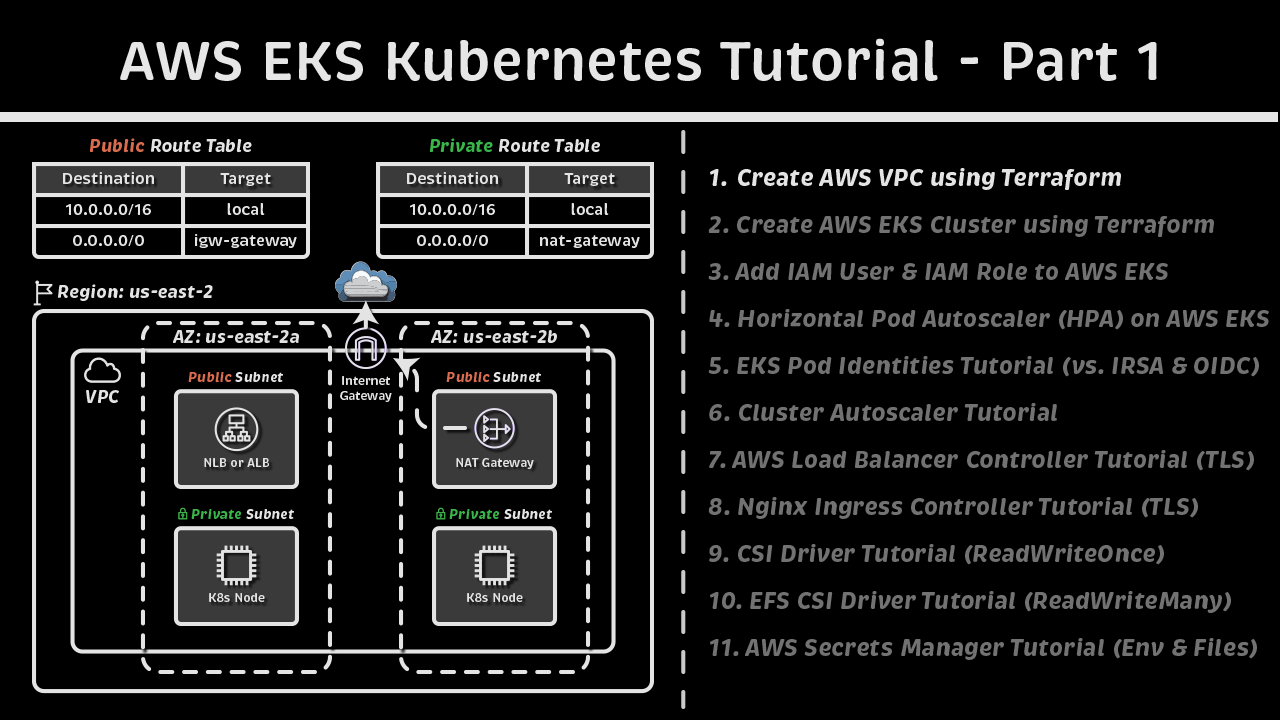 AWS EKS Kubernetes Tutorial - Part 1
Public Route Table
Destination Target
10.0.0.0/16 local
0.0.0.0/0 igw-gateway
Private Route Table
Destination Target
10.0.0.0/16 local
0.0.0.0/0 nat-gateway
Region: us-east-2
AZ: us-east-2a
AZ: us-east-2b
VPC
Internet
Gateway
Public Subnet
NLB or ALB
Public Subnet
NAT Gateway
Private Subnet
K8s Node
Private Subnet
K8s Node
1. Create AWS VPC using Terraform
2. Create AWS EKS Cluster using Terraform
3. Add IAM User & IAM Role to AWS EKS
4. Horizontal Pod Autoscaler (HPA) on AWS EKS
5. EKS Pod Identities Tutorial (vs. IRSA & OIDC)
6. Cluster Autoscaler Tutorial
7. AWS Load Balancer Controller Tutorial (TLS)
8. Nginx Ingress Controller Tutorial (TLS)
9. CSI Driver Tutorial (ReadWriteOnce)
10. EFS CSI Driver Tutorial (ReadWriteMany)
11. AWS Secrets Manager Tutorial (Env & Files)